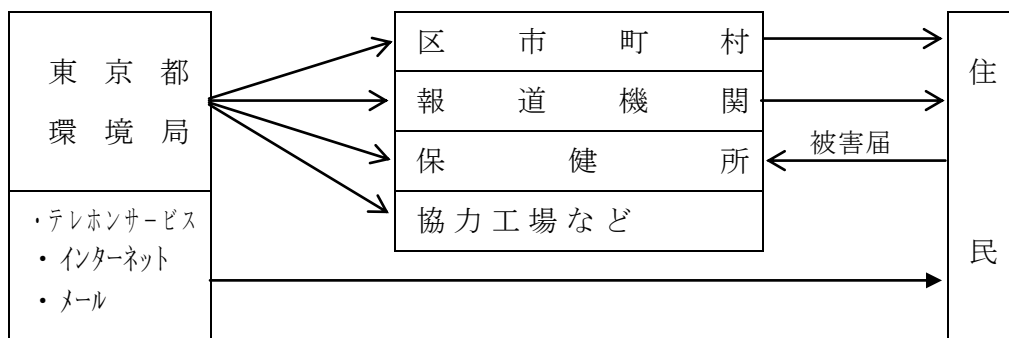 東京都
環境局
・テレホンサービス
・インターネット
・メール
区市町村
報道機関
保健所
協力工場など
被害届
住民